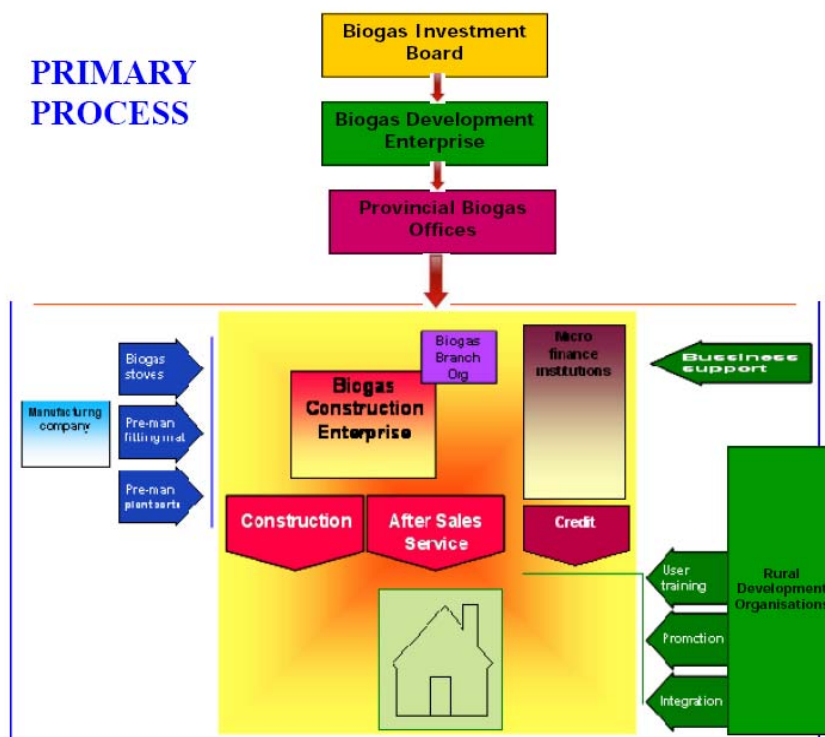 PRIMARY
PROCESS
Biogas Investment
Board
Biogas Development
Enterprise
Provincial Biogas
Offices
Biogas
stoves
Manufacturing
company
Pre-man
fitting mat
Pre-man
plant parts
Biogas
Branch
Org
Biogas
Construction
Enterprise
Micro
finance
institutions
Bussiness
support
Construction
After Sales
Service
Credit
User
training
Promction
Integration
Rural
Development
Organisations